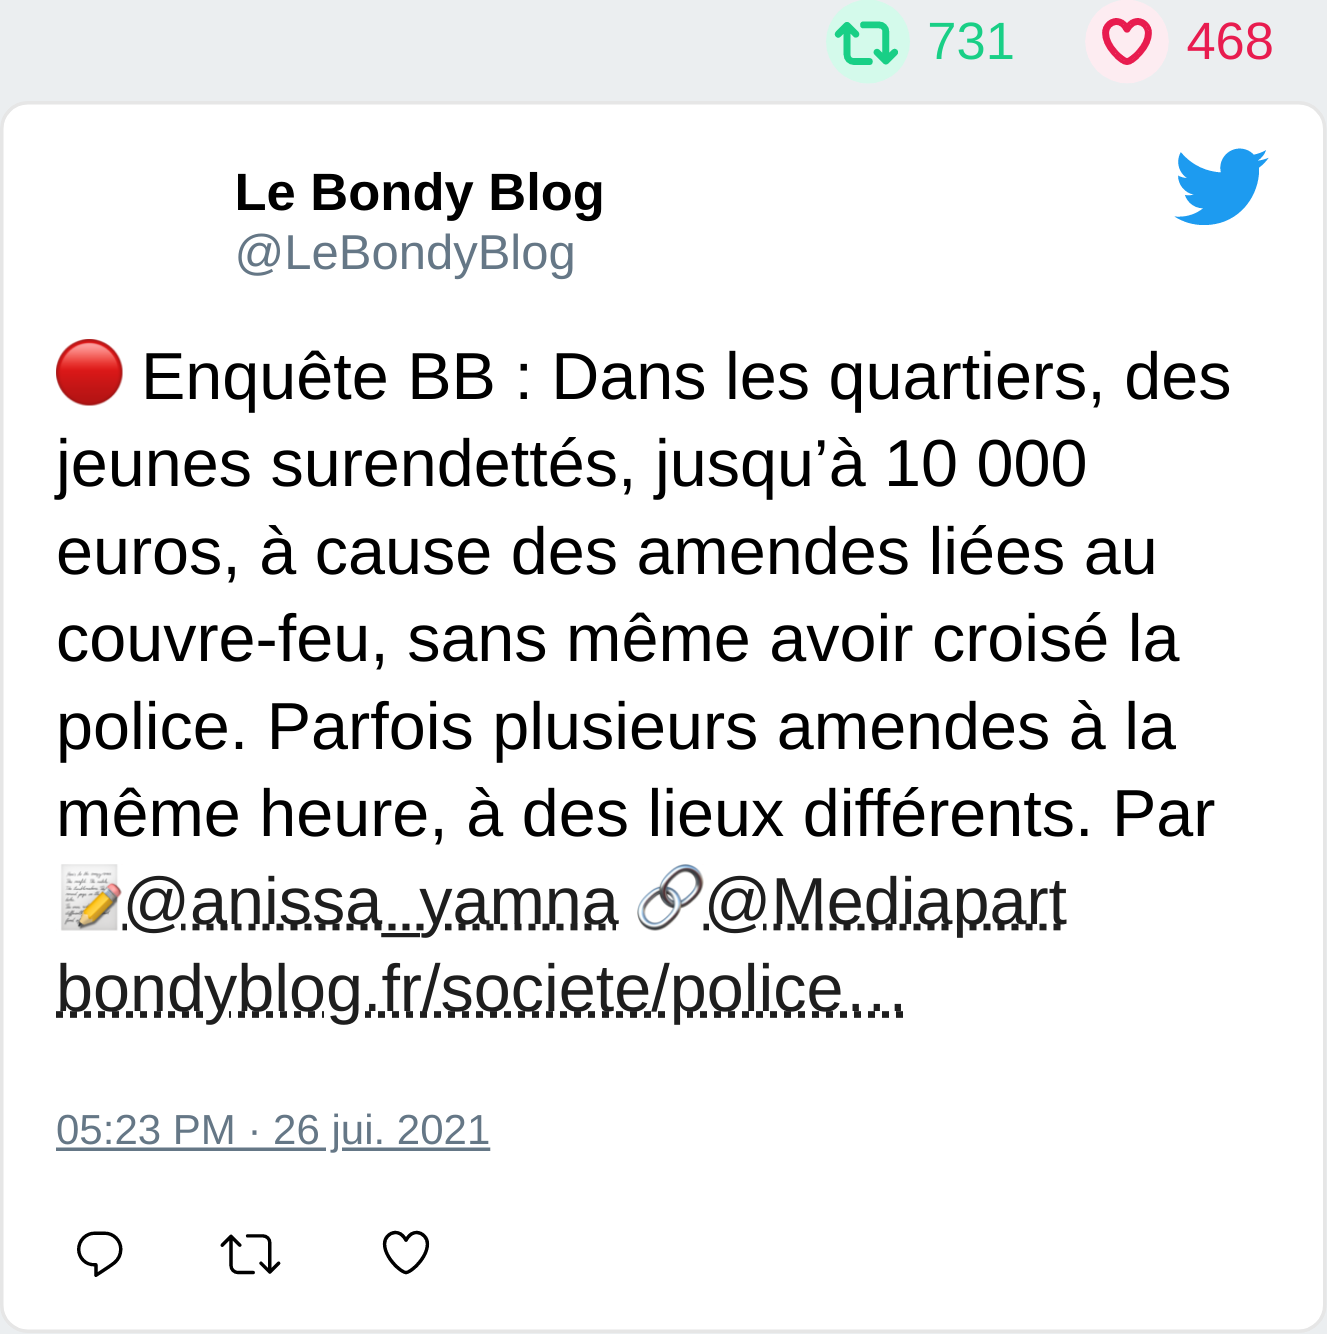 731 468
Le Bondy Blog
@LeBondyBlog
🔴 Enquête BB : Dans les quartiers, des
jeunes surendettés, jusqu’à 10 000
euros, à cause des amendes liées au
couvre-feu, sans même avoir croisé la
police. Parfois plusieurs amendes à la
même heure, à des lieux différents. Par
📝@anissa_yamna 🔗@Mediapart
bondyblog.fr/societe/police…
05:23 PM · 26 jui. 2021